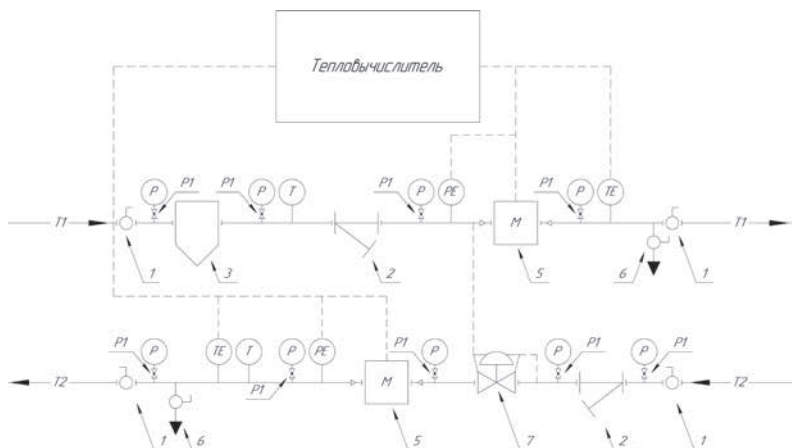 Тепловычислитель
P P1 P1 P T P1 P PE P1 P TE
T1 M T1
1 3 2 5 6 1
P1 P TE T P PE P1 P P P1 P P1
P1
T2 M T2
1 6 5 7 2 1